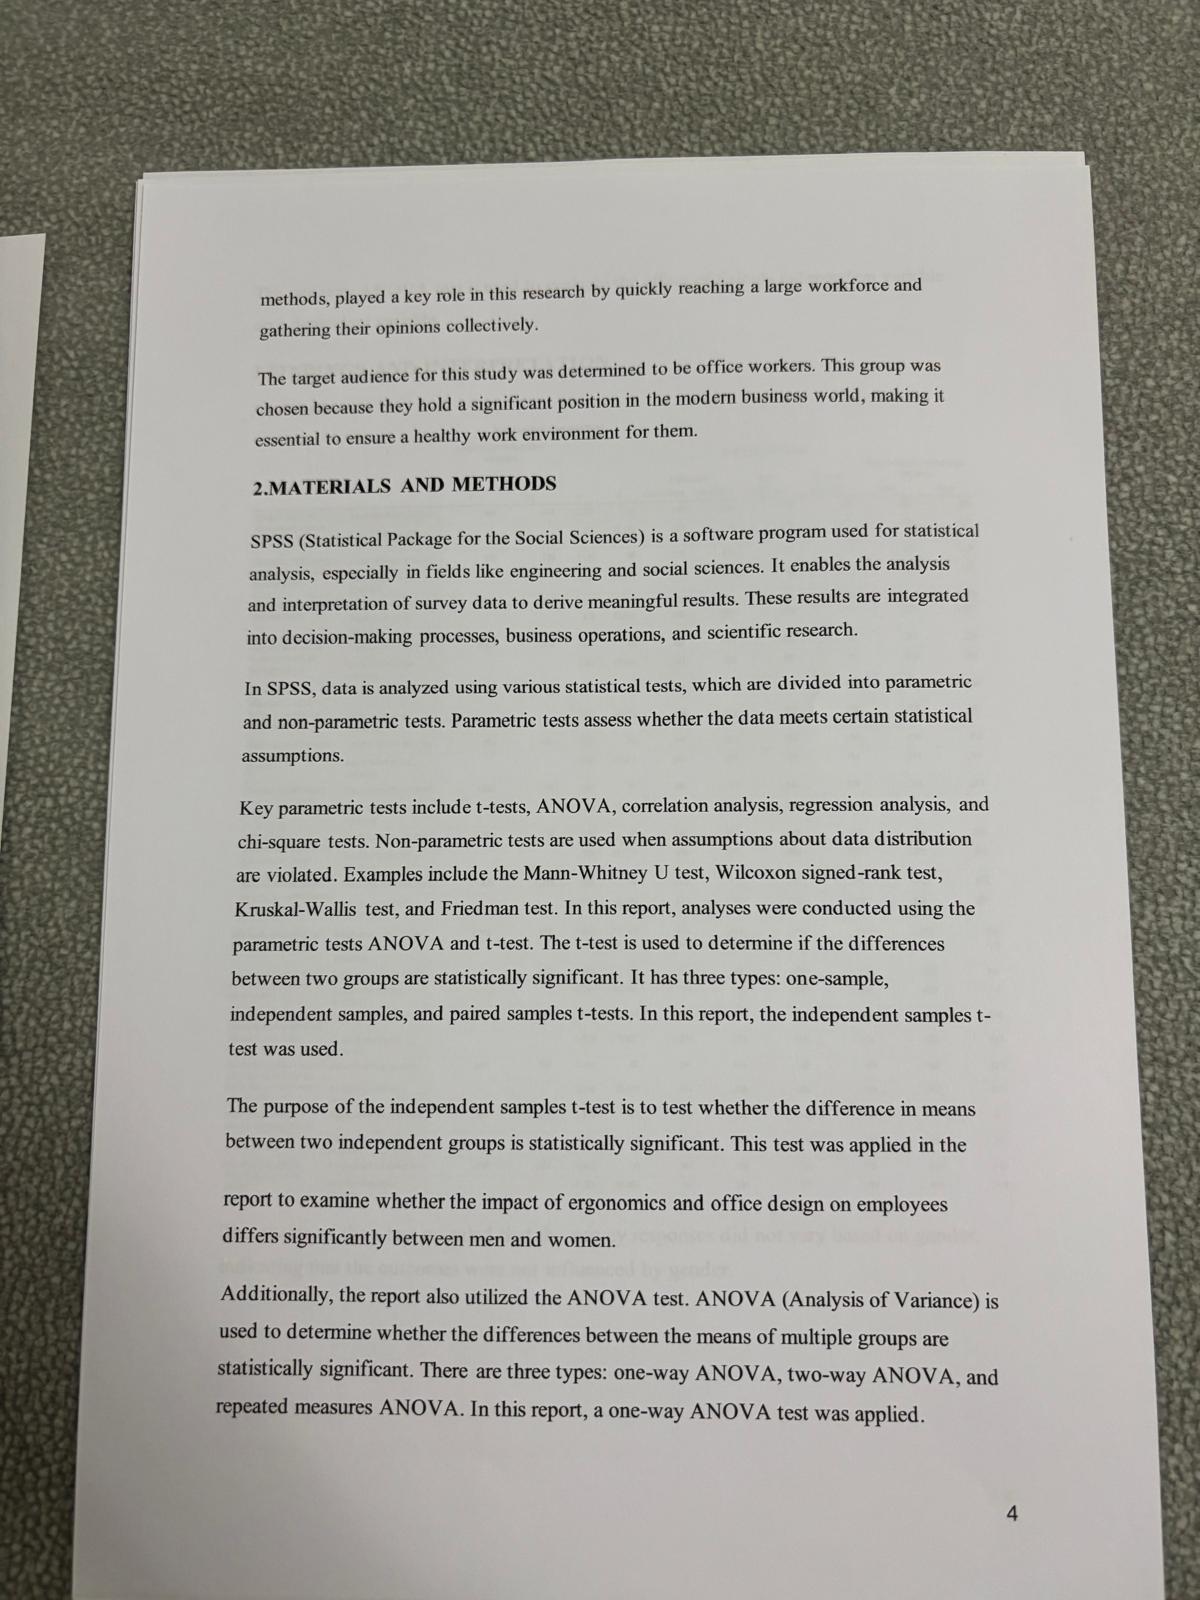 methods, played a key role in this research by quickly reaching a large workforce and
gathering their opinions collectively.
The target audience for this study was determined to be office workers. This group was
chosen because they hold a significant position in the modern business world, making it
essential to ensure a healthy work environment for them.
2.MATERIALS AND METHODS
SPSS (Statistical Package for the Social Sciences) is a software program used for statistical
analysis, especially in fields like engineering and social sciences. It enables the analysis
and interpretation of survey data to derive meaningful results. These results are integrated
into decision-making processes, business operations, and scientific research.
In SPSS, data is analyzed using various statistical tests, which are divided into parametric
and non-parametric tests. Parametric tests assess whether the data meets certain statistical
assumptions.
Key parametric tests include t-tests, ANOVA, correlation analysis, regression analysis, and
chi-square tests. Non-parametric tests are used when assumptions about data distribution
are violated. Examples include the Mann-Whitney U test, Wilcoxon signed-rank test,
Kruskal-Wallis test, and Friedman test. In this report, analyses were conducted using the
parametric tests ANOVA and t-test. The t-test is used to determine if the differences
between two groups are statistically significant. It has three types: one-sample,
independent samples, and paired samples t-tests. In this report, the independent samples t-
test was used.
The purpose of the independent samples t-test is to test whether the difference in means
between two independent groups is statistically significant. This test was applied in the
report to examine whether the impact of ergonomics and office design on employees
differs significantly between men and women.
Additionally, the report also utilized the ANOVA test. ANOVA (Analysis of Variance) is
used to determine whether the differences between the means of multiple groups are
statistically significant. There are three types: one-way ANOVA, two-way ANOVA, and
repeated measures ANOVA. In this report, a one-way ANOVA test was applied.
4